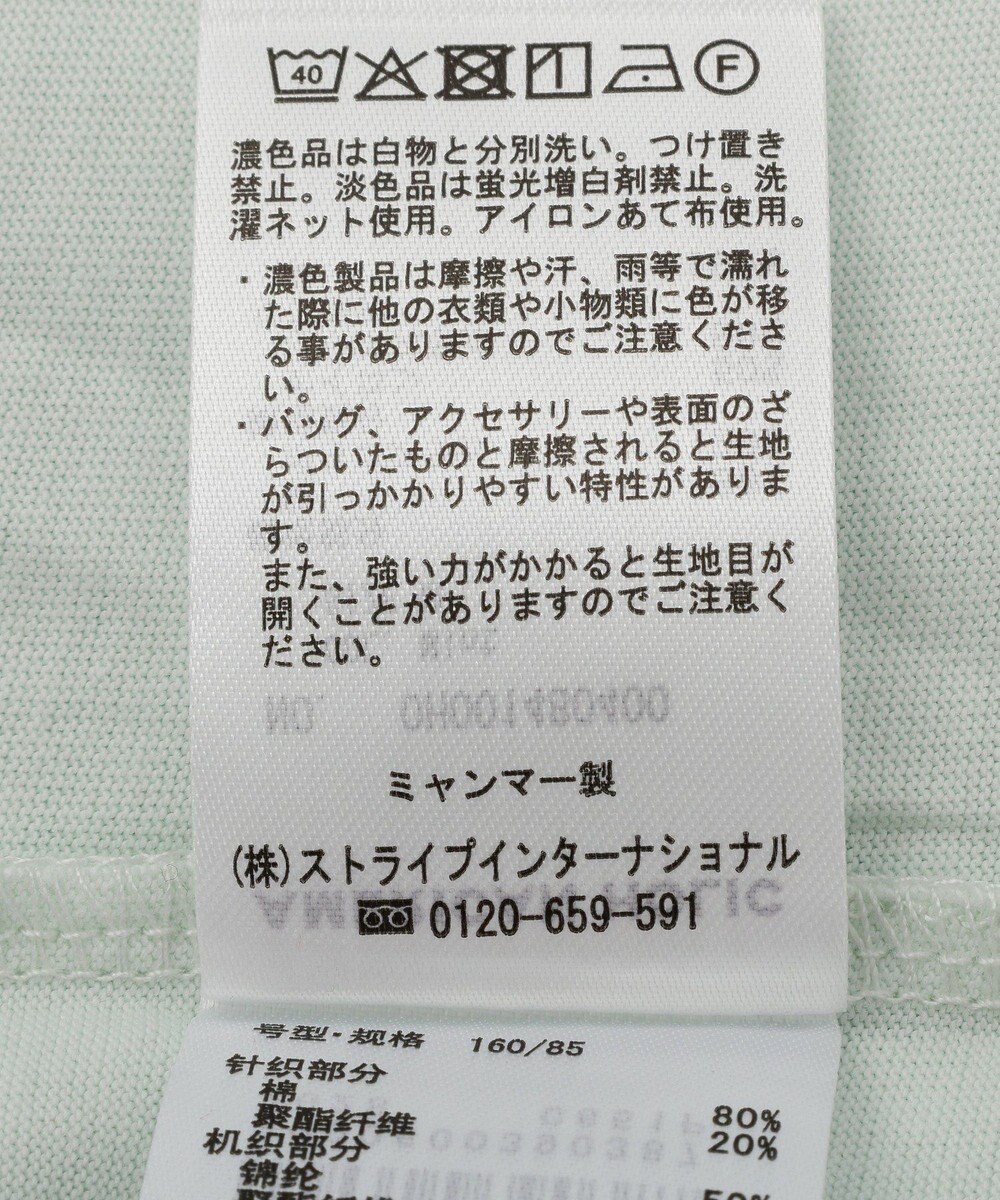 40 F
濃色品は白物と分別洗い。つけ置き
禁止。淡色品は蛍光増白剤禁止。洗
濯ネット使用。アイロンあて布使用。
・濃色製品は摩擦や汗、雨等で濡れ
た際に他の衣類や小物類に色が移
る事がありますのでご注意くださ
い。
・バッグ、アクセサリーや表面のざ
らついたものと摩擦されると生地
が引っかかりやすい特性がありま
す。
また、強い力がかかると生地目が
開くことがありますのでご注意く
ださい。
Mint
NO. 0H001480400
ミャンマー製
(株)ストライプインターナショナル
AMERICAN HOLIC
0120-659-591
号型·规格 160/85
针织部分
棉 80%
聚酯纤维 20%
机织部分
锦纶 50%
聚酯纤维